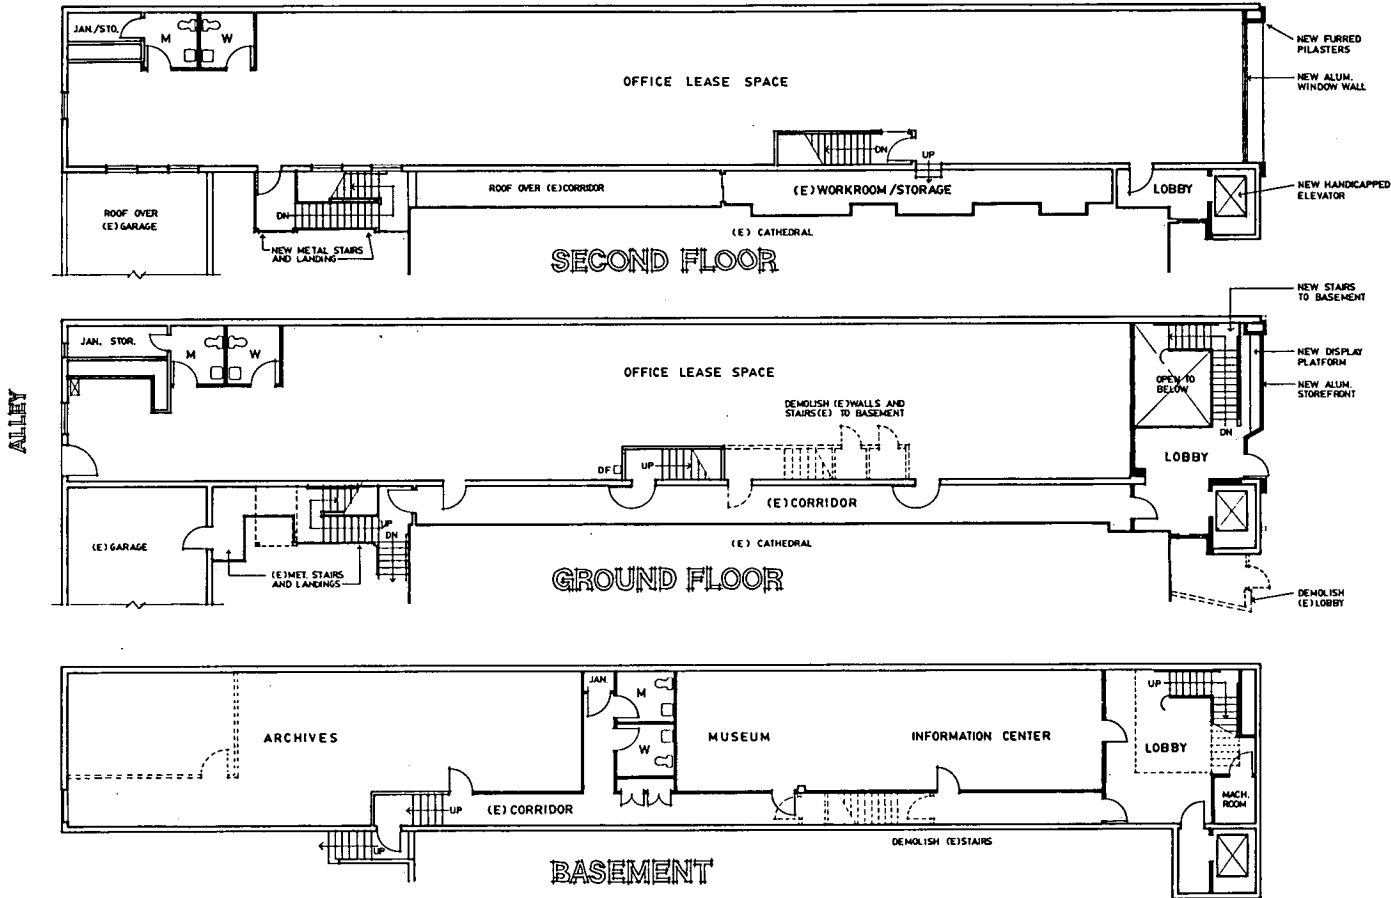 JAN./STO.
M
W
OFFICE LEASE SPACE
NEW FURRED
PILASTERS
NEW ALUM.
WINDOW WALL
DN
UP
ROOF OVER (E)CORRIDOR
(E)WORKROOM/STORAGE
LOBBY
NEW HANDICAPPED
ELEVATOR
ROOF OVER
(E)GARAGE
DN
NEW METAL STAIRS
AND LANDING
(E) CATHEDRAL
SECOND FLOOR
NEW STAIRS
TO BASEMENT
JAN. STOR.
M
W
OFFICE LEASE SPACE
OPEN TO
BELOW
NEW DISPLAY
PLATFORM
NEW ALUM.
STOREFRONT
DEMOLISH (E)WALLS AND
STAIRS(E) TO BASEMENT
ALLEY
DN
LOBBY
DF
UP
(E)CORRIDOR
UP
DN
(E)GARAGE
(E) CATHEDRAL
(E)MET. STAIRS
AND LANDINGS
GROUND FLOOR
DEMOLISH
(E)LOBBY
JAN.
M
UP
ARCHIVES
W
MUSEUM
INFORMATION CENTER
LOBBY
MACH.
ROOM
UP
(E)CORRIDOR
UP
DEMOLISH (E)STAIRS
BASEMENT